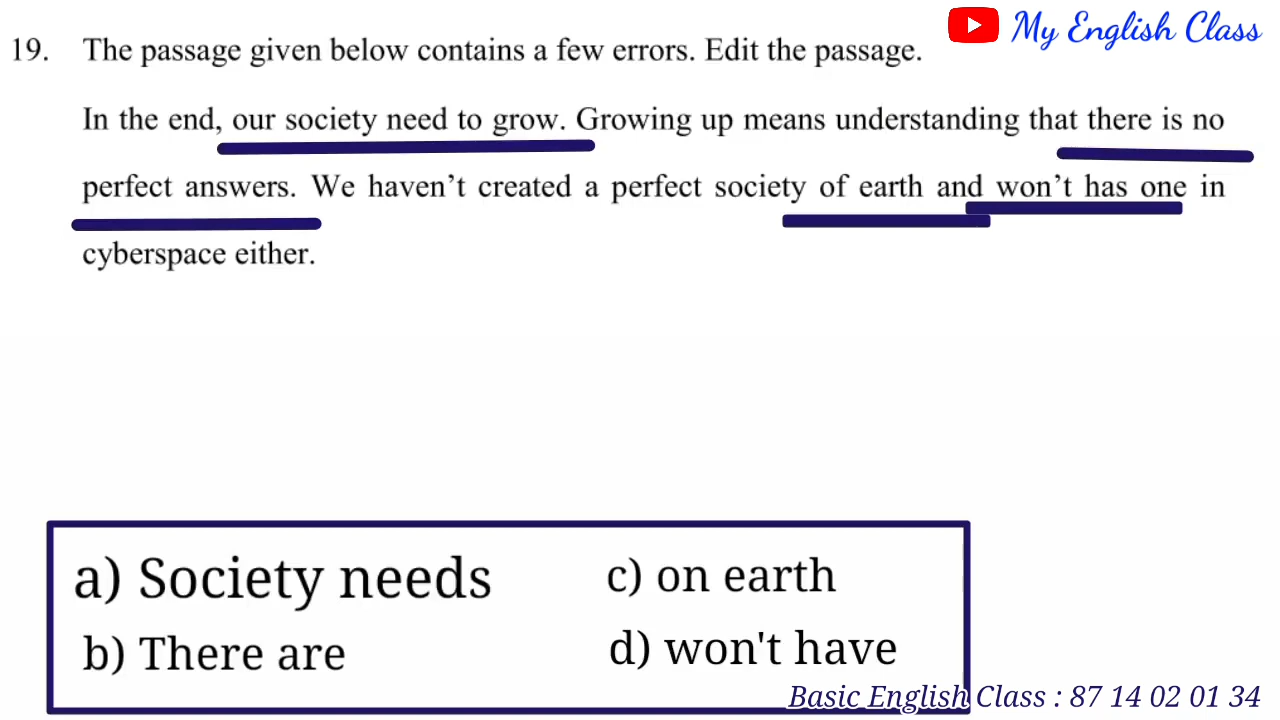 My English Class
19. The passage given below contains a few errors. Edit the passage.
In the end, our society need to grow. Growing up means understanding that there is no
perfect answers. We haven't created a perfect society of earth and won't has one in
cyberspace either.
a) Society needs
b) There are
c) on earth
d) won't have
Basic English Class : 87 14 02 01 34